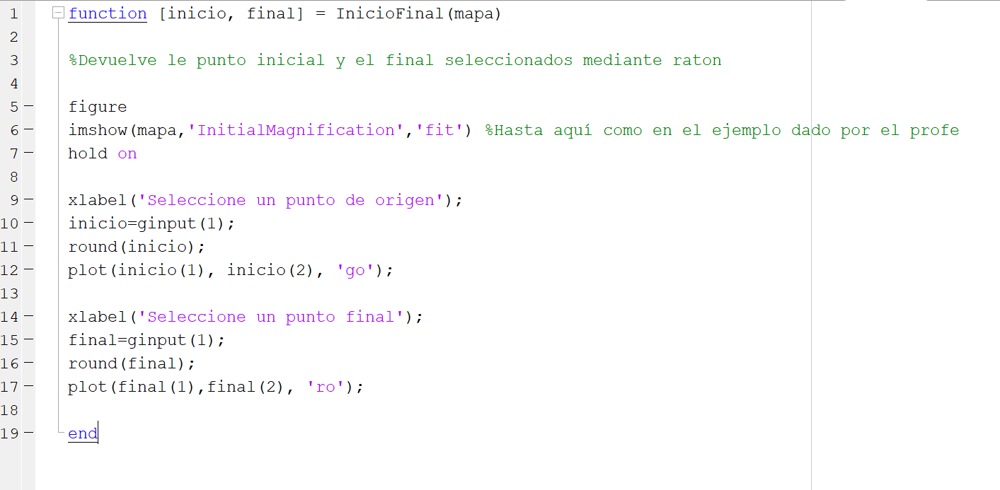 1 function [inicio, final] = InicioFinal(mapa)
2
3 %Devuelve le punto inicial y el final seleccionados mediante raton
4
5 figure
6 imshow(mapa,'InitialMagnification','fit') %Hasta aquí como en el ejemplo dado por el profe
7 hold on
8
9 xlabel('Seleccione un punto de origen');
10 inicio=ginput(1);
11 round(inicio);
12 plot(inicio(1), inicio(2), 'go');
13
14 xlabel('Seleccione un punto final');
15 final=ginput(1);
16 round(final);
17 plot(final(1),final(2), 'ro');
18
19 end